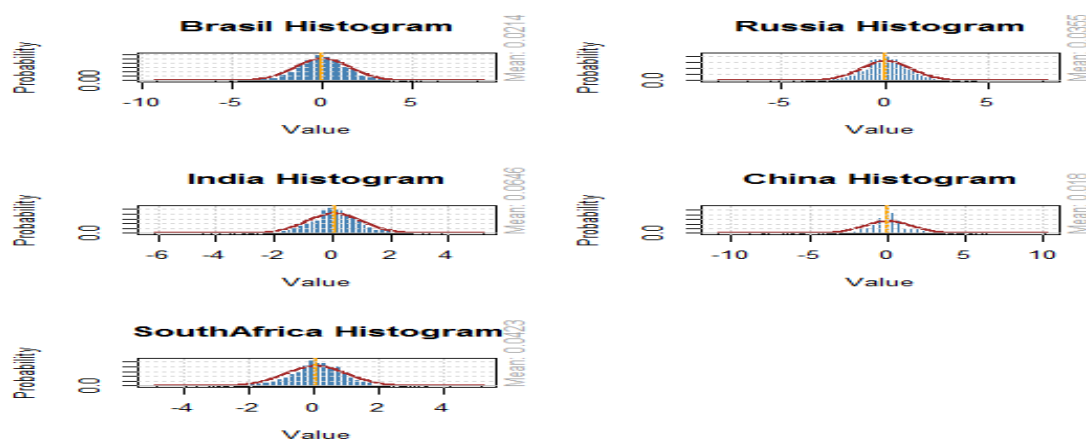 Brasil Histogram
Probability
0.00
Mean: 0.0214
-10 -5 0 5
Value
Russia Histogram
Probability
0.0
Mean: 0.0355
-5 0 5
Value
India Histogram
Probability
0.0
Mean: 0.0646
-6 -4 -2 0 2 4
Value
China Histogram
Probability
0.0
Mean: 0.018
-10 -5 0 5 10
Value
SouthAfrica Histogram
Probability
0.0
Mean: 0.0423
-4 -2 0 2 4
Value